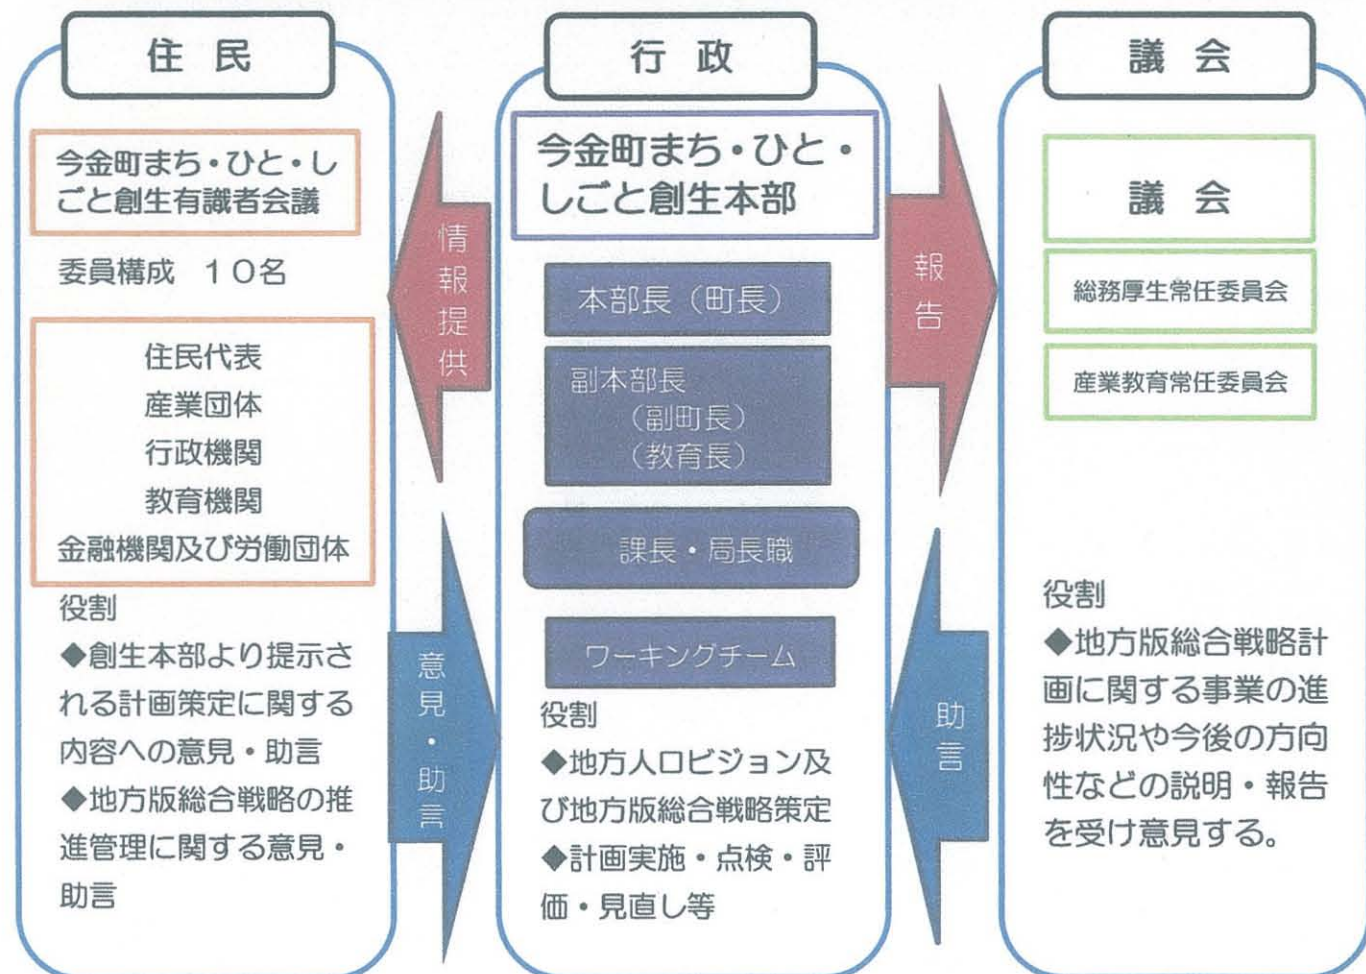 住 民
今金町まち・ひと・し
ごと創生有識者会議
委員構成 １０名
住民代表
産業団体
行政機関
教育機関
金融機関及び労働団体
役割
◆創生本部より提示さ
れる計画策定に関する
内容への意見・助言
◆地方版総合戦略の推
進管理に関する意見・
助言
情報提供
意見・助言
行 政
今金町まち・ひと・
しごと創生本部
本部長（町長）
副本部長
（副町長）
（教育長）
課長・局長職
ワーキングチーム
役割
◆地方人口ビジョン及
び地方版総合戦略策定
◆計画実施・点検・評
価・見直し等
報告
助言
議 会
議 会
総務厚生常任委員会
産業教育常任委員会
役割
◆地方版総合戦略計
画に関する事業の進
捗状況や今後の方向
性などの説明・報告
を受け意見する。